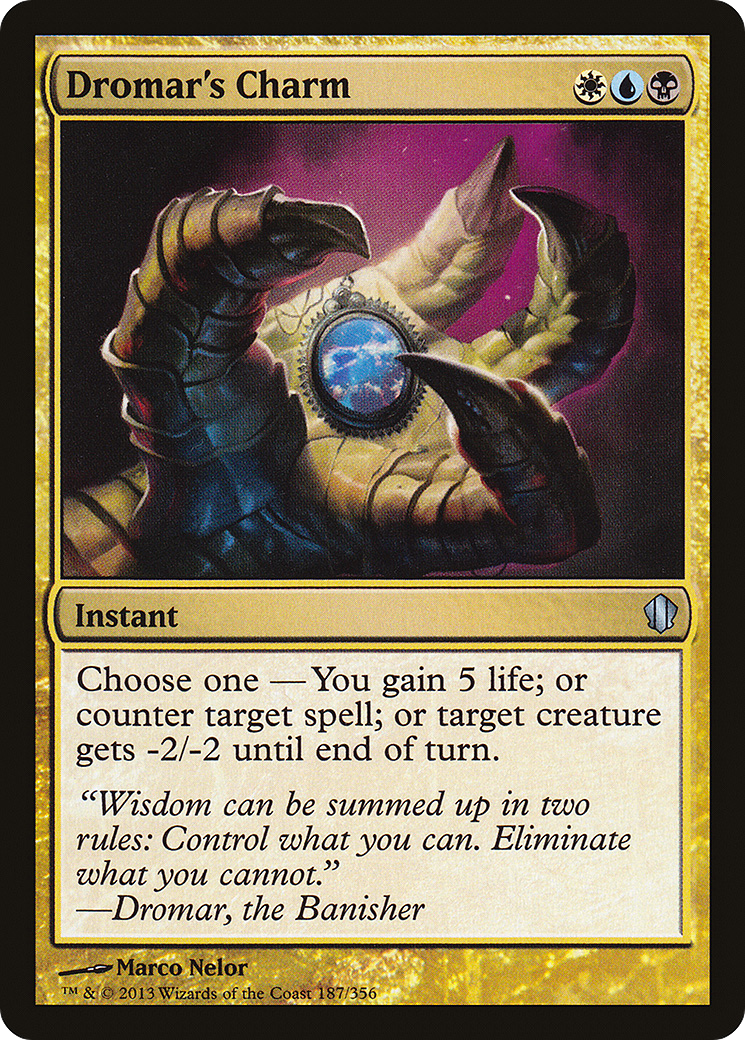 Dromar's Charm
Instant
Choose one — You gain 5 life; or
counter target spell; or target creature
gets -2/-2 until end of turn.
“Wisdom can be summed up in two
rules: Control what you can. Eliminate
what you cannot.”
—Dromar, the Banisher
Marco Nelor
™ & © 2013 Wizards of the Coast 187/356